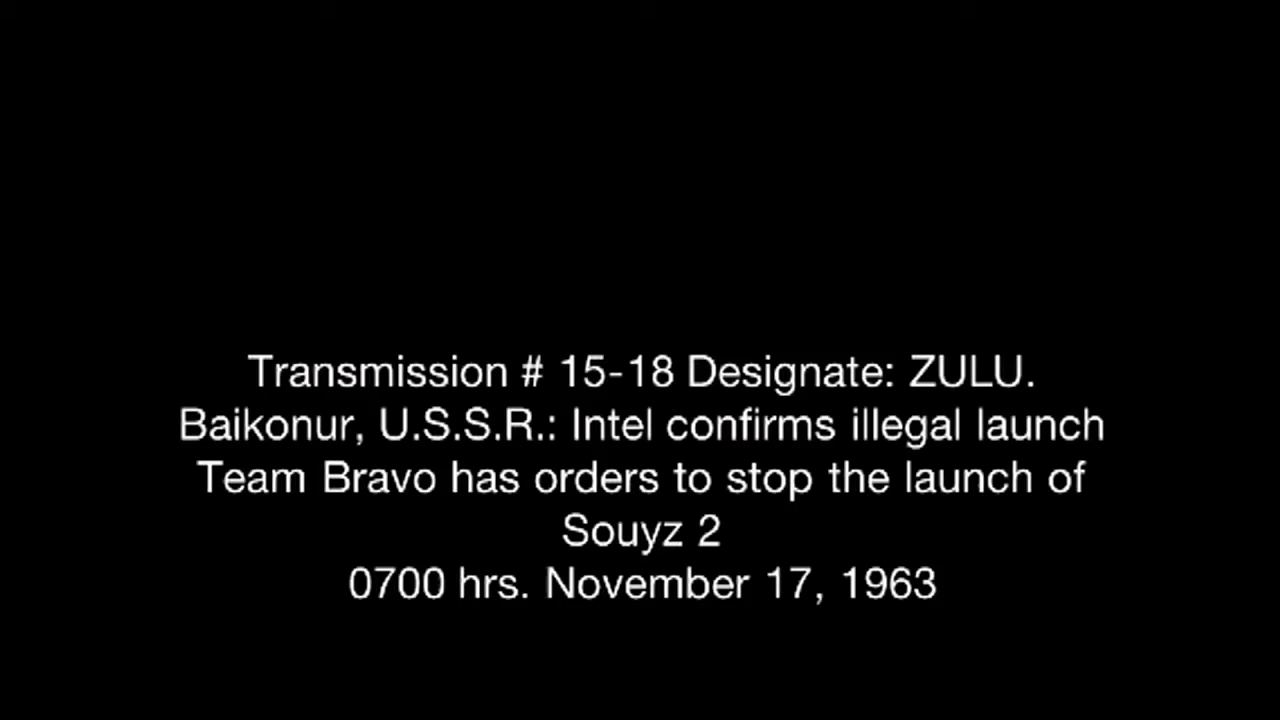 Transmission # 15-18 Designate: ZULU.
Baikonur, U.S.S.R.: Intel confirms illegal launch
Team Bravo has orders to stop the launch of
Souyz 2
0700 hrs. November 17, 1963